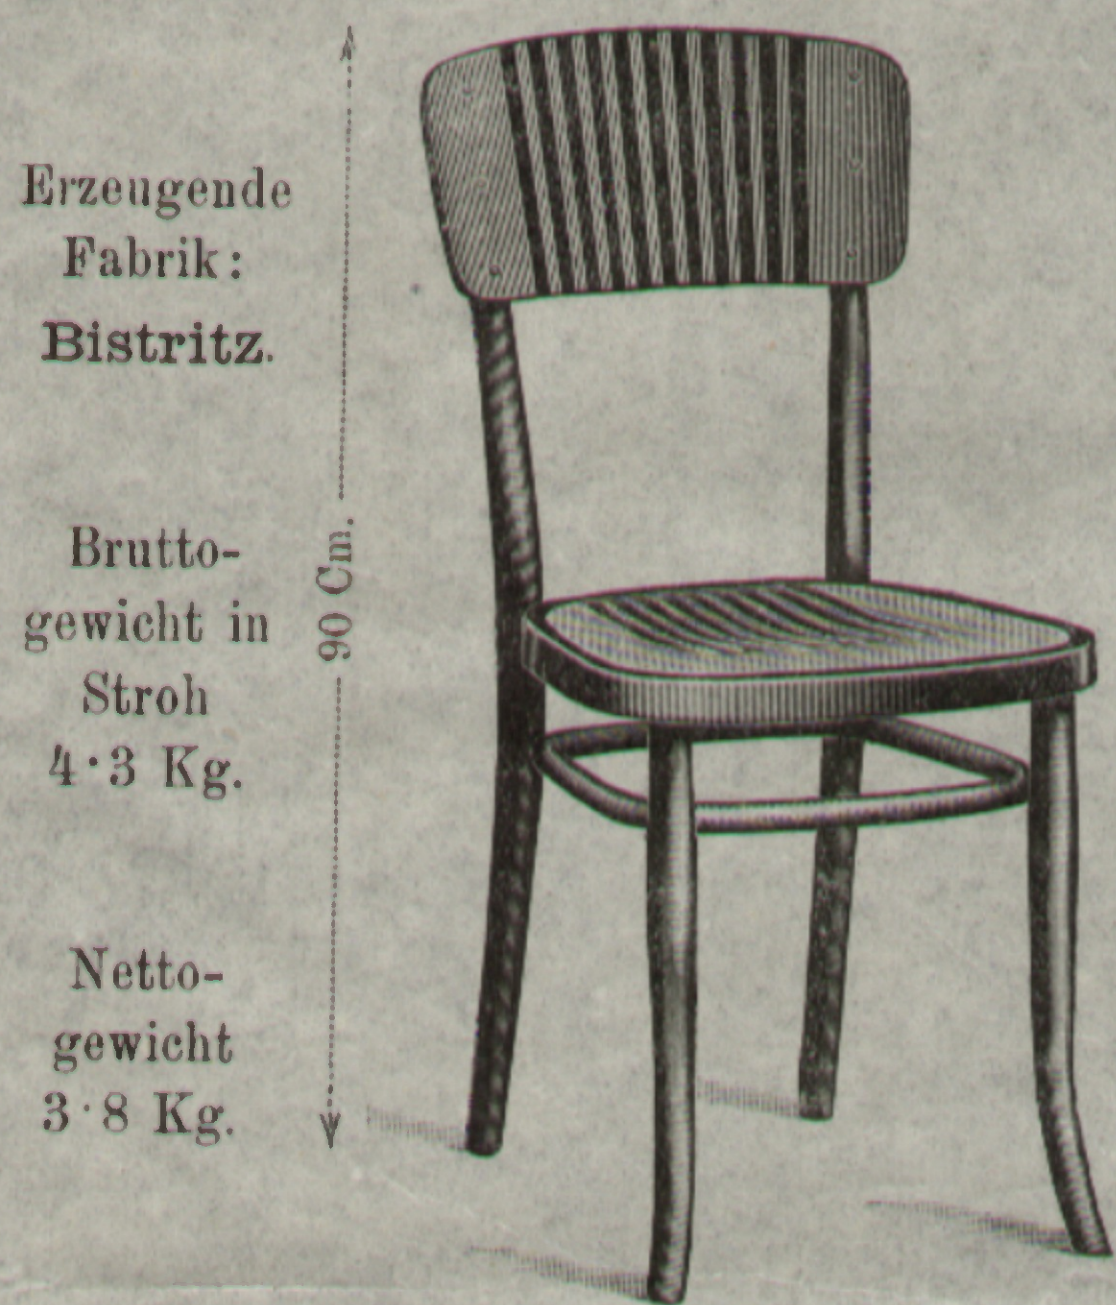 Erzeugende
Fabrik:
Bistritz.
Brutto-
gewicht in
Stroh
4·3 Kg.
Netto-
gewicht
3·8 Kg.
90 Cm.